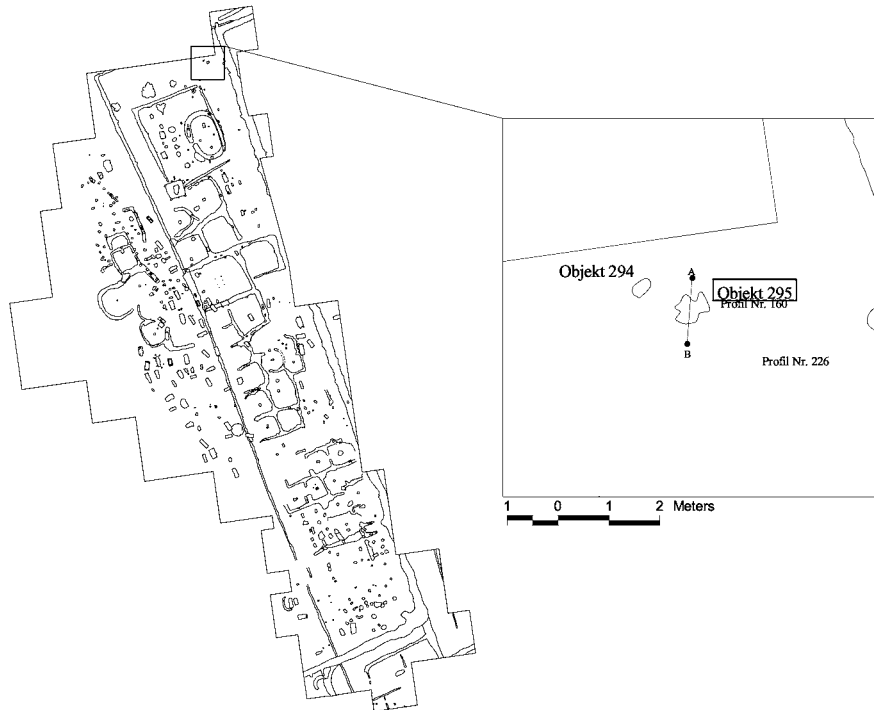 Objekt 294
A
Objekt 295
Profil Nr. 160
B
Profil Nr. 226
1 0 1 2 Meters